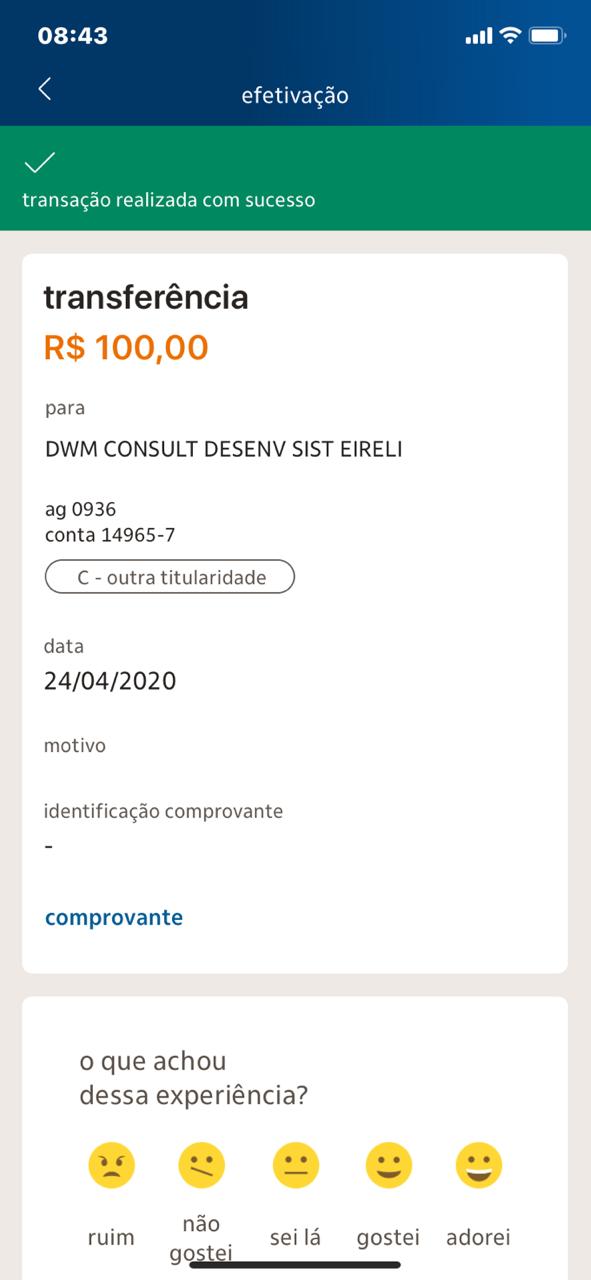 08:43
efetivação
transação realizada com sucesso
transferência
R$ 100,00
para
DWM CONSULT DESENV SIST EIRELI
ag 0936
conta 14965-7
C - outra titularidade
data
24/04/2020
motivo
identificação comprovante
-
comprovante
o que achou
dessa experiência?
ruim
não
gostei
sei lá
gostei
adorei